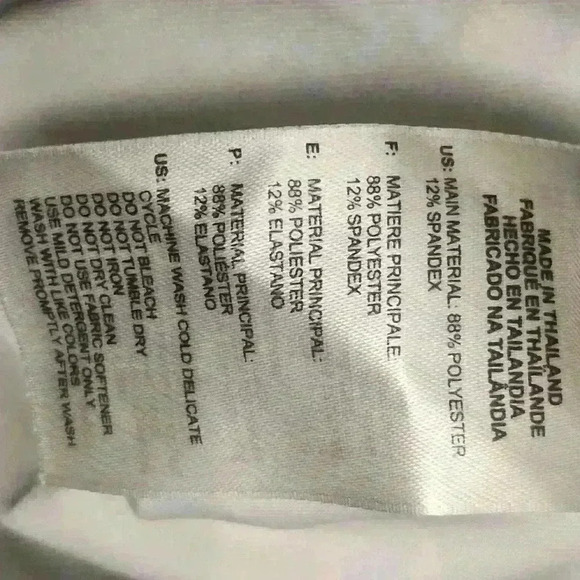 MADE IN THAILAND
FABRIQUÉ EN THAÏLANDE
HECHO EN TAILANDIA
FABRICADO NA TAILÂNDIA
US: MAIN MATERIAL: 88% POLYESTER
12% SPANDEX
F: MATIERE PRINCIPALE:
88% POLYESTER
12% SPANDEX
E: MATERIAL PRINCIPAL:
88% POLIESTER
12% ELASTANO
P: MATERIAL PRINCIPAL:
88% POLIÉSTER
12% ELASTANO
US: MACHINE WASH COLD DELICATE
CYCLE
DO NOT BLEACH
DO NOT TUMBLE DRY
DO NOT IRON
DO NOT DRY CLEAN
DO NOT USE FABRIC SOFTENER
USE MILD DETERGENT ONLY
WASH WITH LIKE COLORS
REMOVE PROMPTLY AFTER WASH